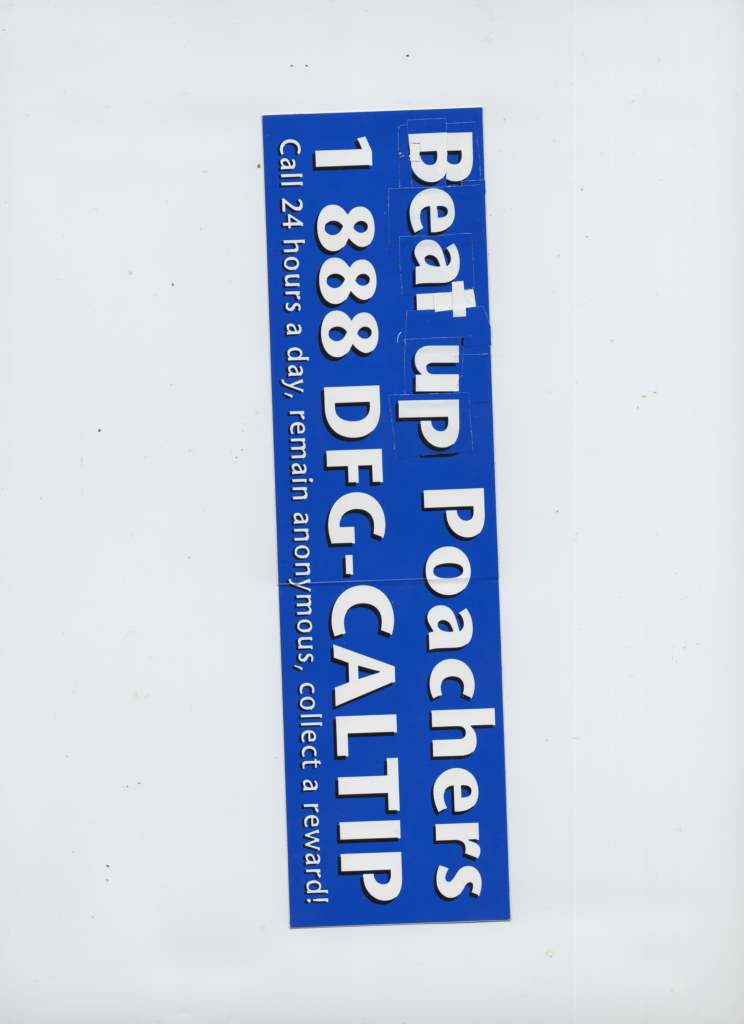 Beat up Poachers
1 888 DFG-CALTIP
Call 24 hours a day, remain anonymous, collect a reward!